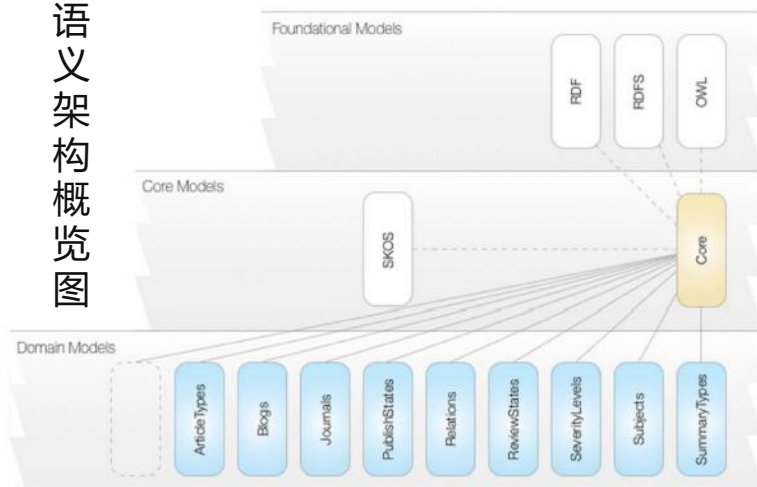 语义架构概览图
Foundational Models
RDF
RDFS
OWL
Core Models
SKOS
Core
Domain Models
ArticleTypes
Blogs
Journals
PublishStates
Relations
ReviewStates
SeverityLevels
Subjects
SummaryTypes